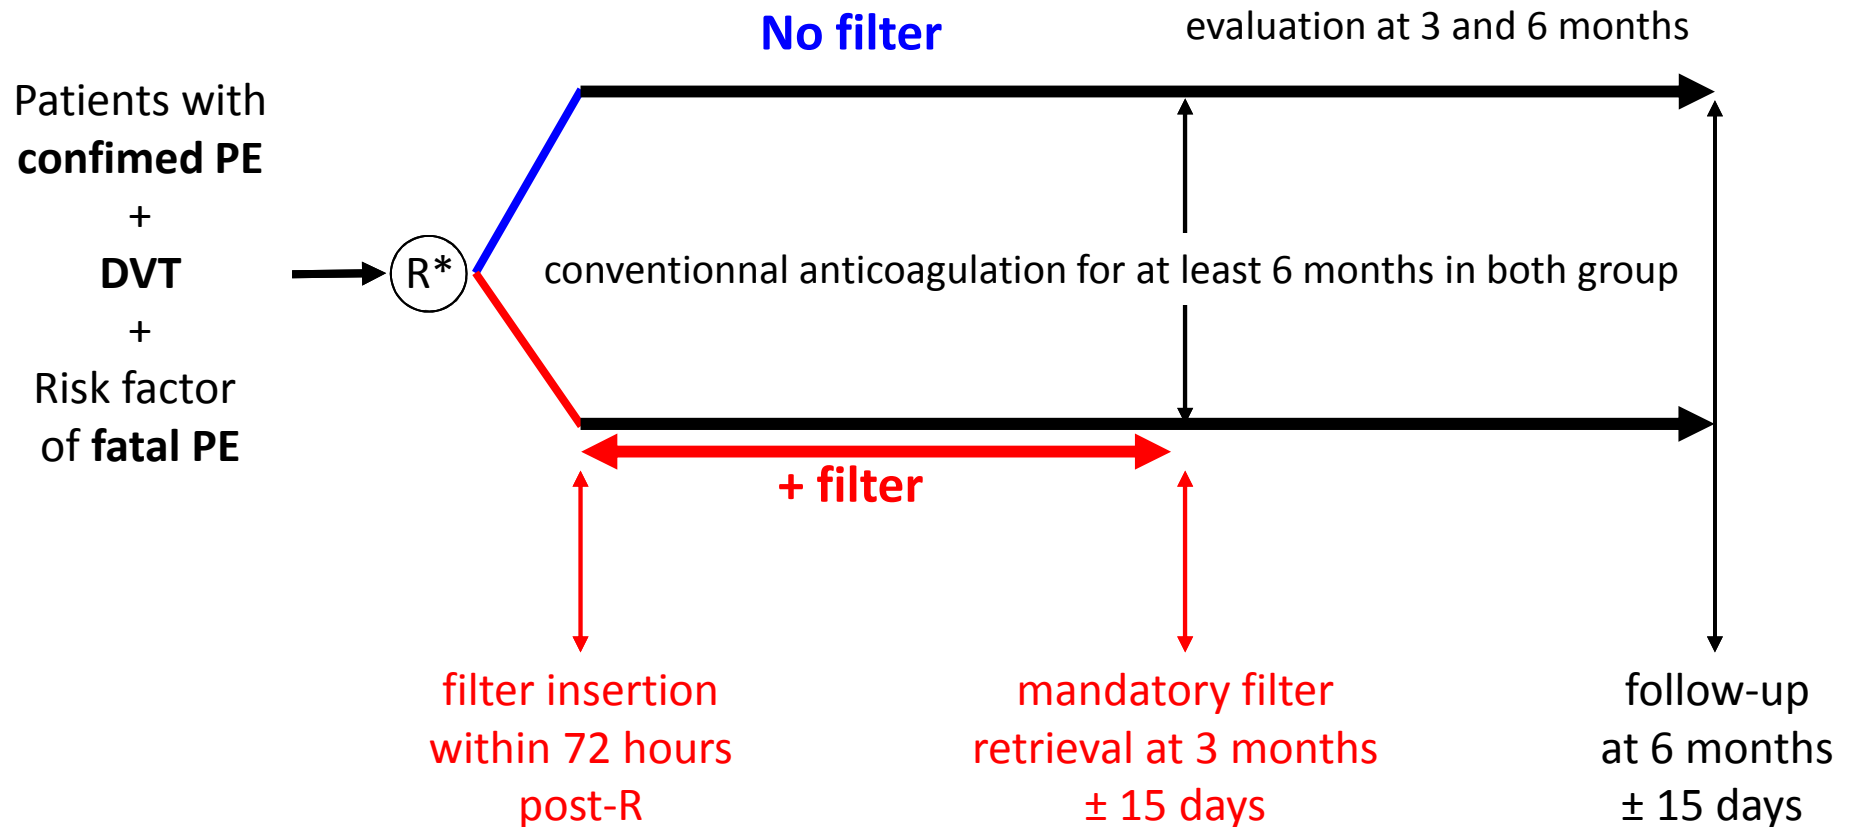 No filter
evaluation at 3 and 6 months
Patients with
confimed PE
+
DVT
+
Risk factor
of fatal PE
R*
conventionnal anticoagulation for at least 6 months in both group
+ filter
filter insertion
within 72 hours
post-R
mandatory filter
retrieval at 3 months
± 15 days
follow-up
at 6 months
± 15 days